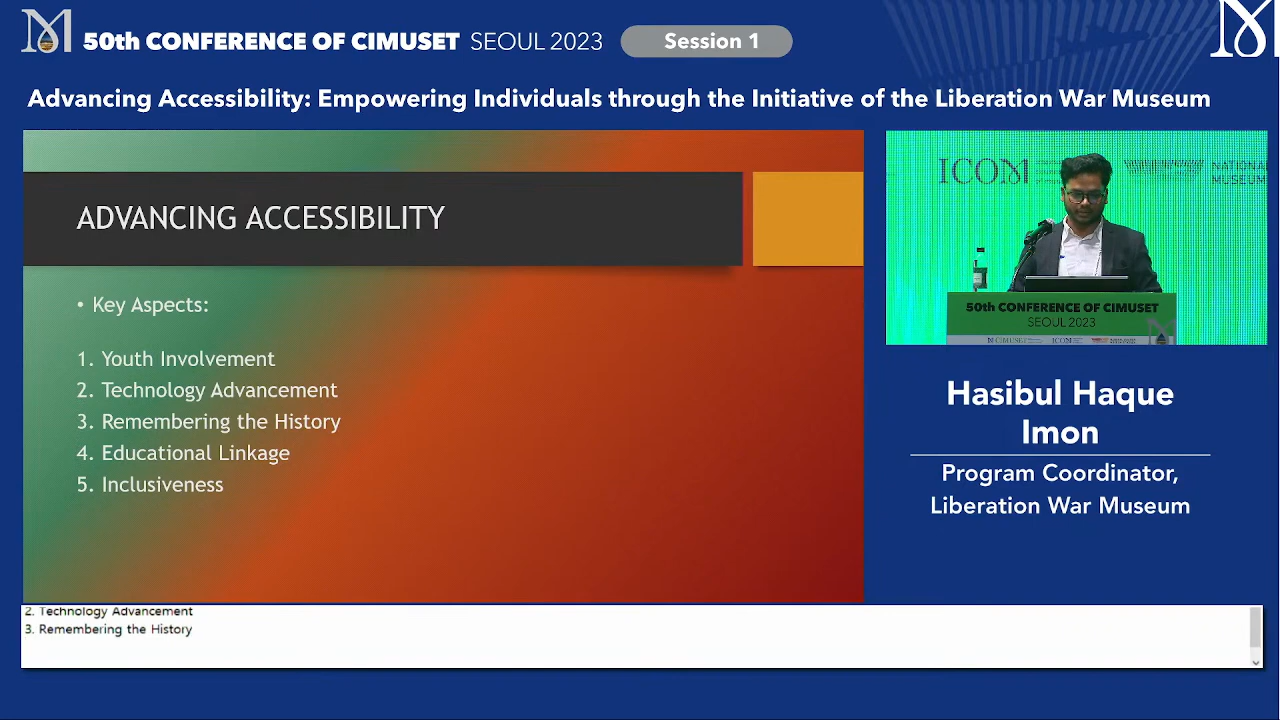 50th CONFERENCE OF CIMUSET SEOUL 2023 Session 1
Advancing Accessibility: Empowering Individuals through the Initiative of the Liberation War Museum
ADVANCING ACCESSIBILITY
• Key Aspects:
1. Youth Involvement
2. Technology Advancement
3. Remembering the History
4. Educational Linkage
5. Inclusiveness
ICOM
NATIONA
MUSEUM
50th CONFERENCE OF CIMUSET
SEOUL 2023
CIMUSET ICOM
Hasibul Haque
Imon
Program Coordinator,
Liberation War Museum
2. Technology Advancement
3. Remembering the History